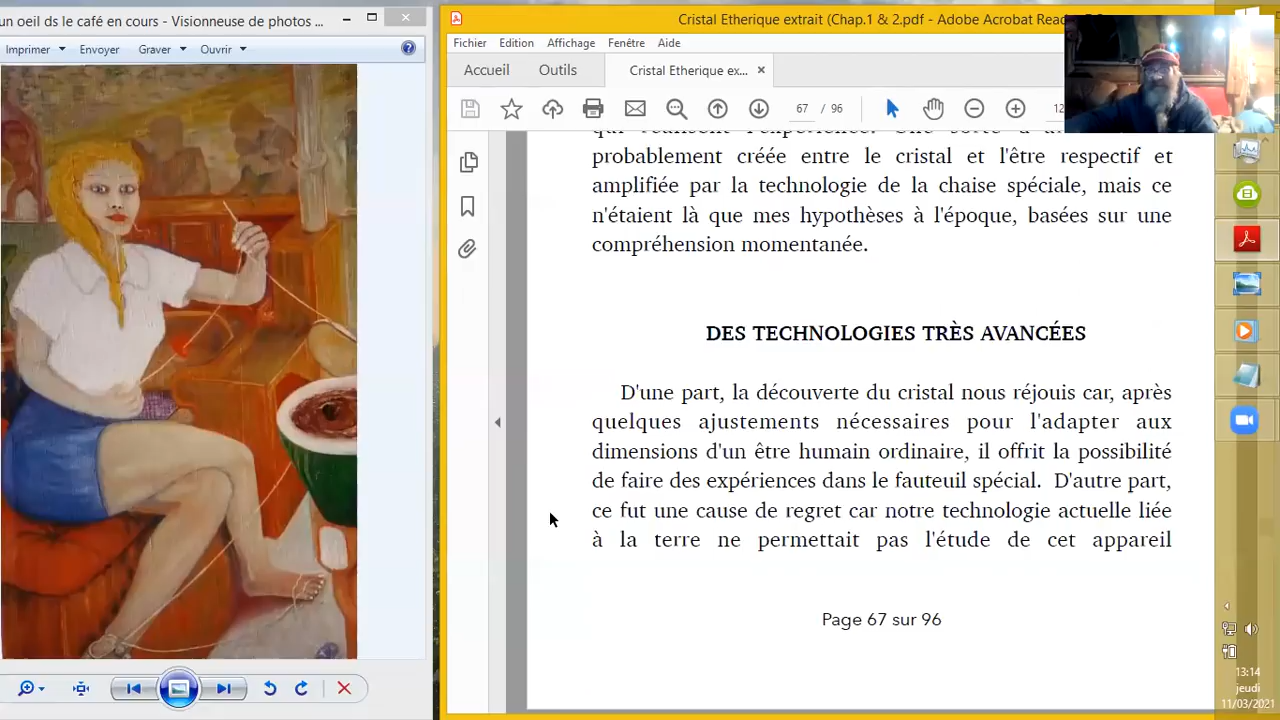 un oeil ds le café en cours - Visionneuse de photos ...
Imprimer Envoyer Graver Ouvrir
Cristal Etherique extrait (Chap.1 & 2.pdf - Adobe Acrobat
Fichier Edition Affichage Fenêtre Aide
Accueil Outils Cristal Etherique ex...
67 / 96
probablement créée entre le cristal et l'être respectif et
amplifiée par la technologie de la chaise spéciale, mais ce
n'étaient là que mes hypothèses à l'époque, basées sur une
compréhension momentanée.
DES TECHNOLOGIES TRÈS AVANCÉES
D'une part, la découverte du cristal nous réjouis car, après
quelques ajustements nécessaires pour l'adapter aux
dimensions d'un être humain ordinaire, il offrit la possibilité
de faire des expériences dans le fauteuil spécial. D'autre part,
ce fut une cause de regret car notre technologie actuelle liée
à la terre ne permettait pas l'étude de cet appareil
Page 67 sur 96
13:14
jeudi
11/03/2021